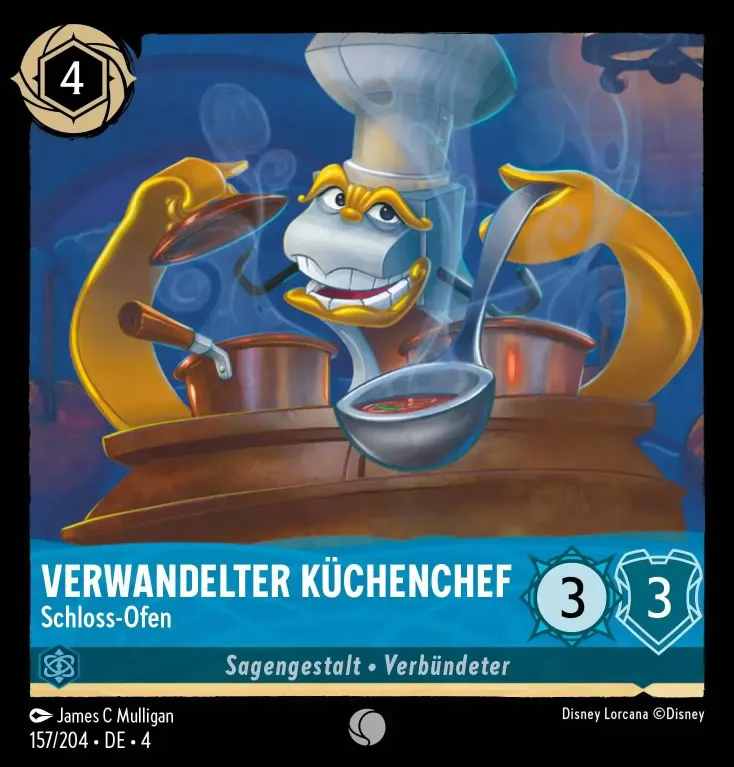 4
VERWANDELTER KÜCHENCHEF
Schloss-Ofen
3
3
Sagengestalt • Verbündeter
James C Mulligan
Disney Lorcana ©Disney
157/204 • DE • 4